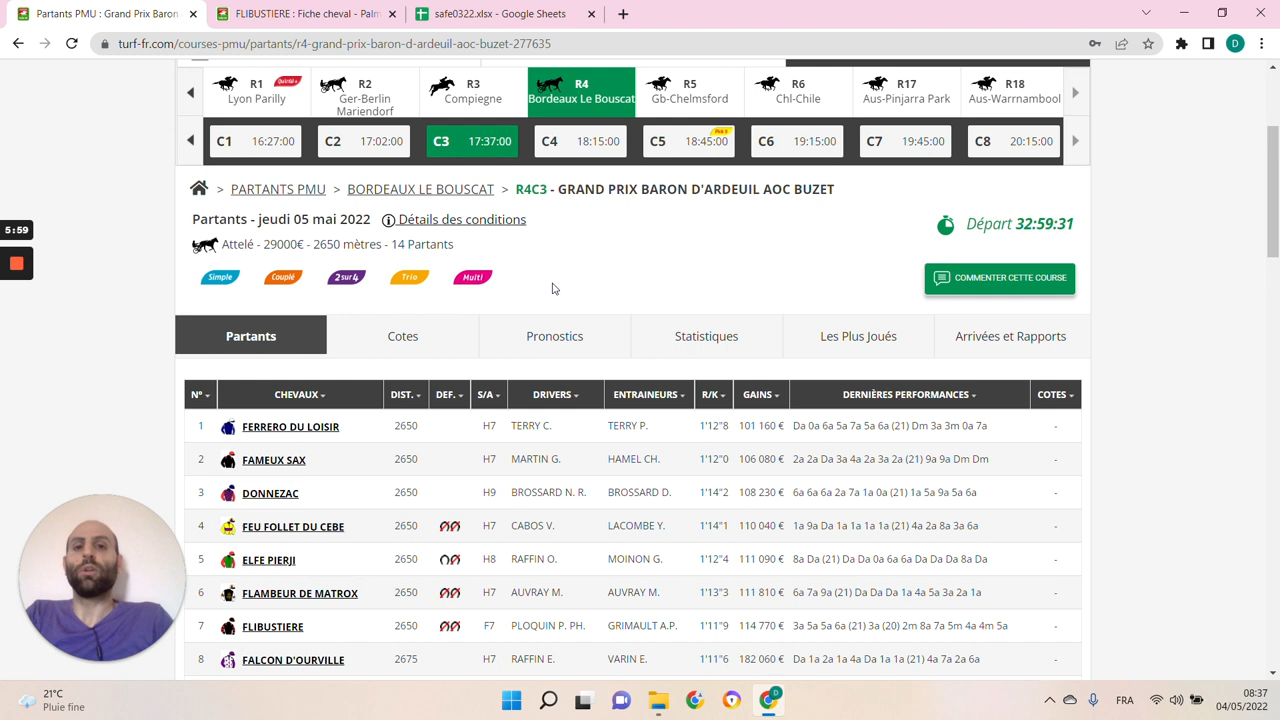 Partants PMU : Grand Prix Baron
FLIBUSTIERE : Fiche cheval - Palm
safe0322.xlsx - Google Sheets
turf-fr.com/courses-pmu/partants/r4-grand-prix-baron-d-ardeuil-aoc-buzet-277635
D
R1 Quinté+
Lyon Parilly
R2
Ger-Berlin
Mariendorf
R3
Compiegne
R4
Bordeaux Le Bouscat
R5
Gb-Chelmsford
R6
Chl-Chile
R17
Aus-Pinjarra Park
R18
Aus-Warrnambool
C1 16:27:00
C2 17:02:00
C3 17:37:00
C4 18:15:00
C5 18:45:00 Pick 5
C6 19:15:00
C7 19:45:00
C8 20:15:00
> PARTANTS PMU > BORDEAUX LE BOUSCAT > R4C3 - GRAND PRIX BARON D'ARDEUIL AOC BUZET
Partants - jeudi 05 mai 2022 Détails des conditions
Départ 32:59:31
5:59
Attelé - 29000€ - 2650 mètres - 14 Partants
Simple Couplé 2sur4 Trio Multi
COMMENTER CETTE COURSE
Partants Cotes Pronostics Statistiques Les Plus Joués Arrivées et Rapports
N° CHEVAUX DIST. DEF. S/A DRIVERS ENTRAINEURS R/K GAINS DERNIÈRES PERFORMANCES COTES
1 FERRERO DU LOISIR 2650 H7 TERRY C. TERRY P. 1'12"8 101 160 € Da 0a 6a 5a 7a 5a 6a (21) Dm 3a 3m 0a 7a -
2 FAMEUX SAX 2650 H7 MARTIN G. HAMEL CH. 1'12"0 106 080 € 2a 2a Da 3a 4a 2a 3a 2a (21) 9a 9a Dm Dm -
3 DONNEZAC 2650 H9 BROSSARD N. R. BROSSARD D. 1'14"2 108 230 € 6a 6a 6a 2a 7a 1a 0a (21) 1a 5a 9a 5a 6a -
4 FEU FOLLET DU CEBE 2650 H7 CABOS V. LACOMBE Y. 1'14"1 110 040 € 1a 9a Da 1a 1a 1a 1a (21) 4a 2a 8a 3a 6a -
5 ELFE PIERJI 2650 H8 RAFFIN O. MOINON G. 1'12"4 111 090 € 8a Da (21) Da Da 0a 6a 6a Da Da Da 8a Da -
6 FLAMBEUR DE MATROX 2650 H7 AUVRAY M. AUVRAY M. 1'13"3 111 810 € 6a 7a 9a (21) Da Da Da 1a 4a 5a 3a 2a 1a -
7 FLIBUSTIERE 2650 F7 PLOQUIN P. PH. GRIMAULT A.P. 1'11"9 114 770 € 3a 5a 5a 6a (21) 3a (20) 2m 8a 7a 5m 4a 4m 5a -
8 FALCON D'OURVILLE 2675 H7 RAFFIN E. VARIN E. 1'11"6 182 060 € Da 1a 2a 1a 4a Da 1a 1a (21) 4a 7a 2a 6a -
21°C
Pluie fine
FRA
08:37
04/05/2022